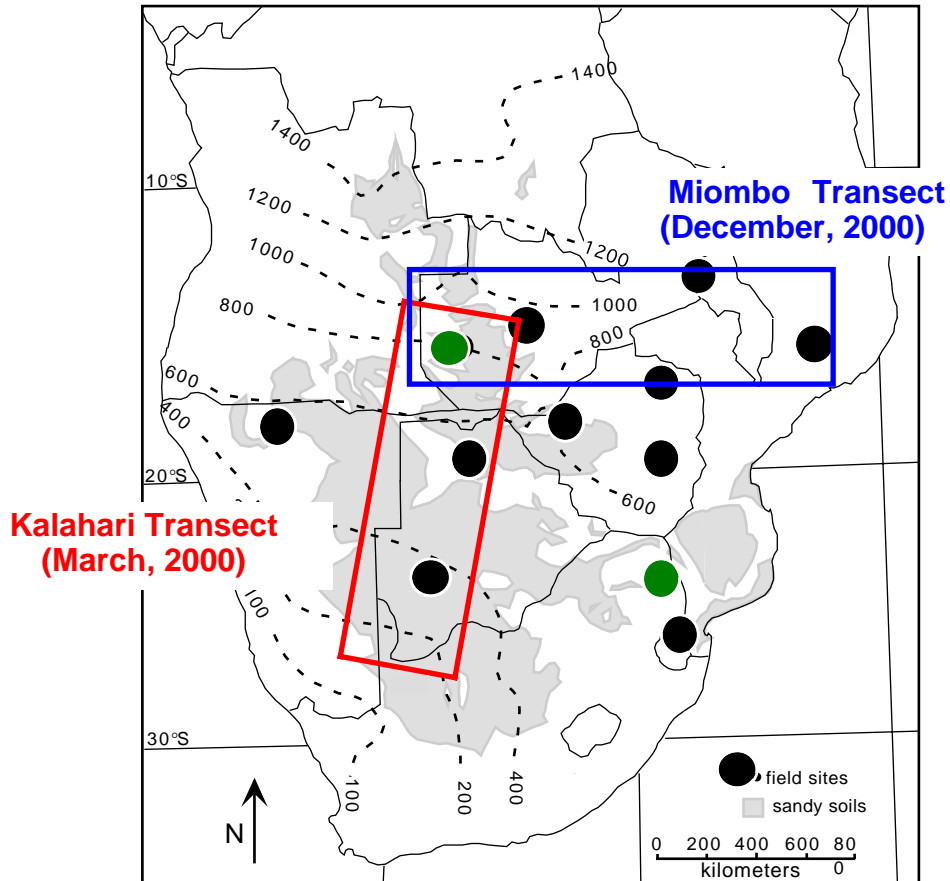 1400
1400
10°S
Miombo Transect
(December, 2000)
1200
1200
1000
1000
800
800
600
400
20°S
600
Kalahari Transect
(March, 2000)
100
30°S
100
200
400
field sites
sandy soils
N
0 200 400 600 80
0
kilometers